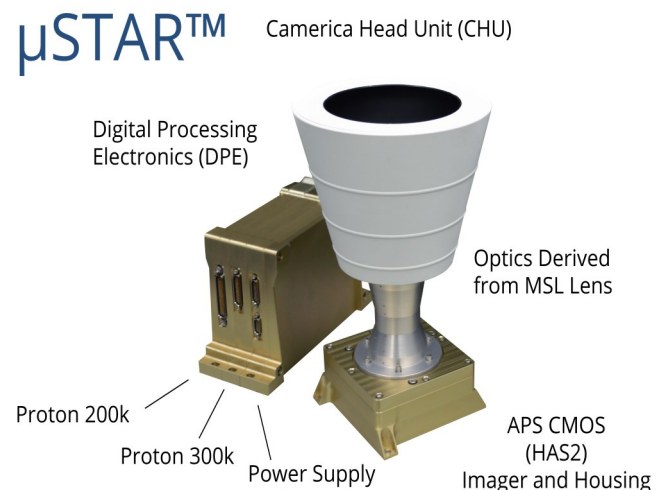 µSTAR™
Camerica Head Unit (CHU)
Digital Processing
Electronics (DPE)
Optics Derived
from MSL Lens
Proton 200k
Proton 300k
Power Supply
APS CMOS
(HAS2)
Imager and Housing